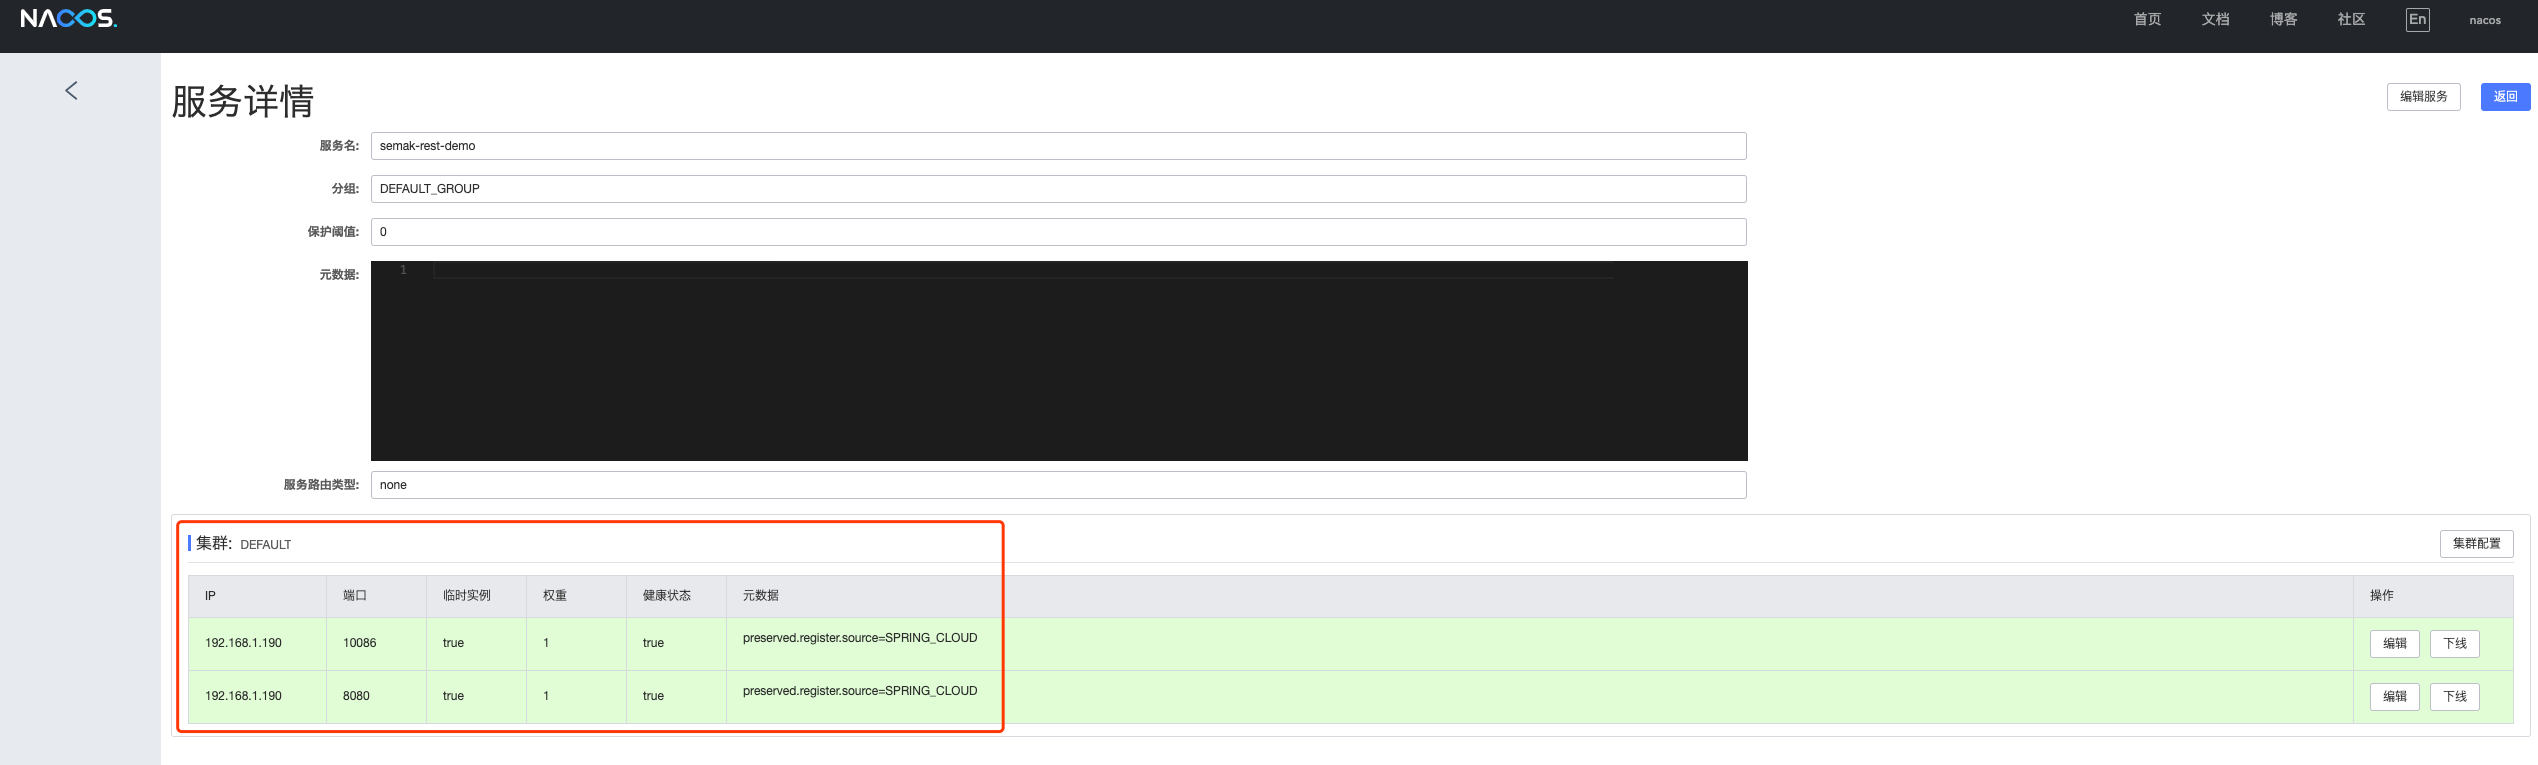 NACOS. 首页 文档 博客 社区 En nacos
服务详情 编辑服务 返回
服务名: semak-rest-demo
分组: DEFAULT_GROUP
保护阈值: 0
元数据: 1
服务路由类型: none
集群: DEFAULT 集群配置
IP 端口 临时实例 权重 健康状态 元数据 操作
192.168.1.190 10086 true 1 true preserved.register.source=SPRING_CLOUD 编辑 下线
192.168.1.190 8080 true 1 true preserved.register.source=SPRING_CLOUD 编辑 下线